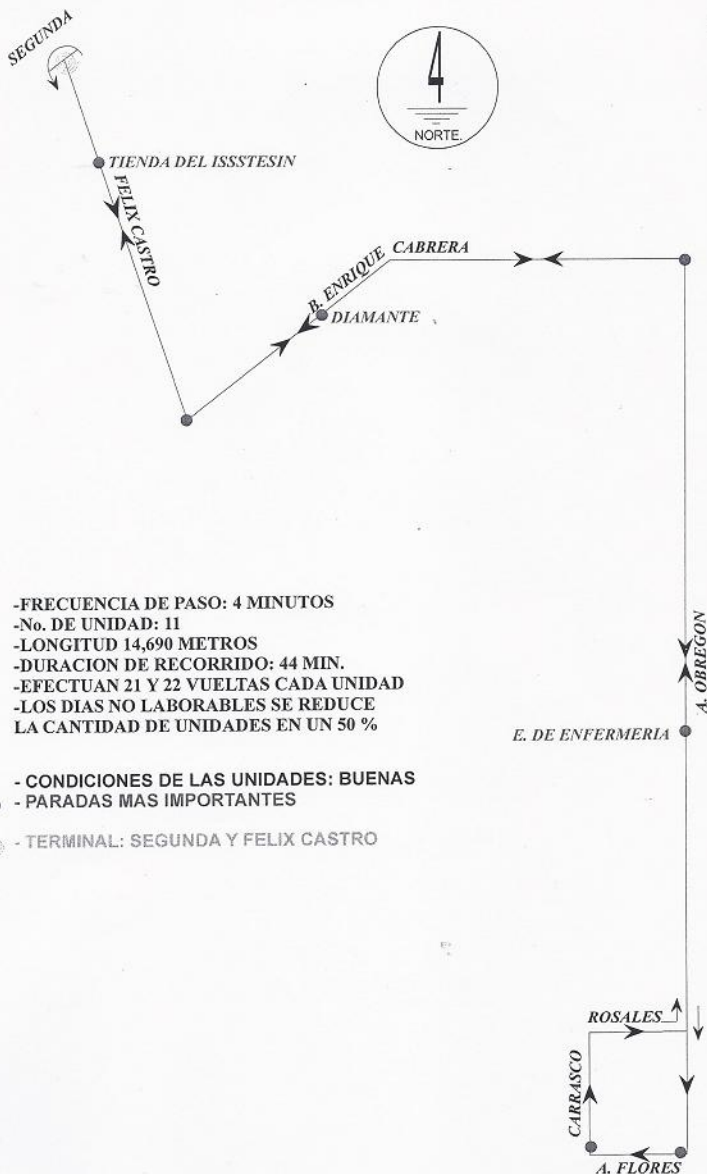 SEGUNDA
NORTE.
TIENDA DEL ISSSTESIN
FELIX CASTRO
B. ENRIQUE CABRERA
DIAMANTE
A. OBREGON
E. DE ENFERMERIA
-FRECUENCIA DE PASO: 4 MINUTOS
-No. DE UNIDAD: 11
-LONGITUD 14,690 METROS
-DURACION DE RECORRIDO: 44 MIN.
-EFECTUAN 21 Y 22 VUELTAS CADA UNIDAD
-LOS DIAS NO LABORABLES SE REDUCE
LA CANTIDAD DE UNIDADES EN UN 50 %
- CONDICIONES DE LAS UNIDADES: BUENAS
- PARADAS MAS IMPORTANTES
- TERMINAL: SEGUNDA Y FELIX CASTRO
ROSALES
CARRASCO
A. FLORES